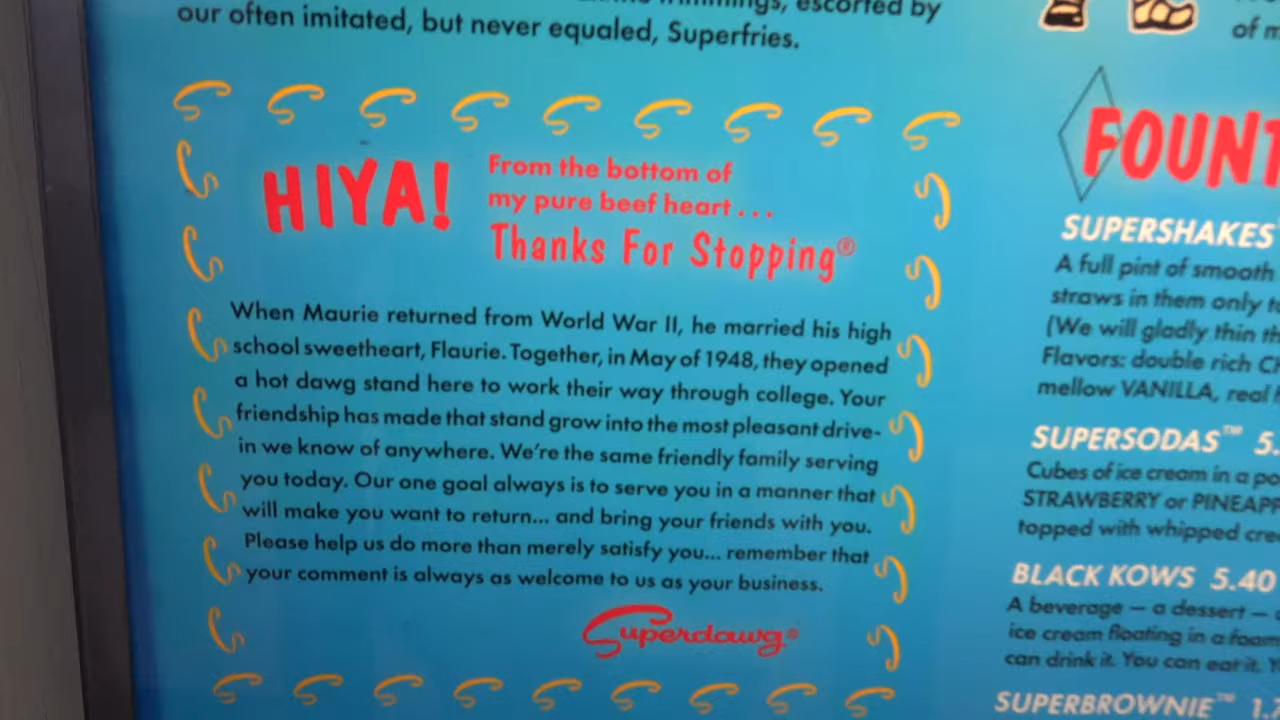 escorted by
our often imitated, but never equaled, Superfries.
HIYA!
From the bottom of
my pure beef heart...
Thanks For Stopping®
When Maurie returned from World War II, he married his high
school sweetheart, Flaurie. Together, in May of 1948, they opened
a hot dawg stand here to work their way through college. Your
friendship has made that stand grow into the most pleasant drive-
in we know of anywhere. We're the same friendly family serving
you today. Our one goal always is to serve you in a manner that
will make you want to return... and bring your friends with you.
Please help us do more than merely satisfy you... remember that
your comment is always as welcome to us as your business.
Superdawg®
of
FOUNT
SUPERSHAKES
A full pint of smooth
straws in them only
(We will gladly thin
Flavors: double rich
mellow VANILLA, real
SUPERSODAS™ 5.
Cubes of ice cream in a
STRAWBERRY or PINEAPP
topped with whipped
BLACK KOWS 5.40
A beverage — a dessert —
ice cream floating in a
can drink it. You can eat it.
SUPERBROWNIE™ 1.